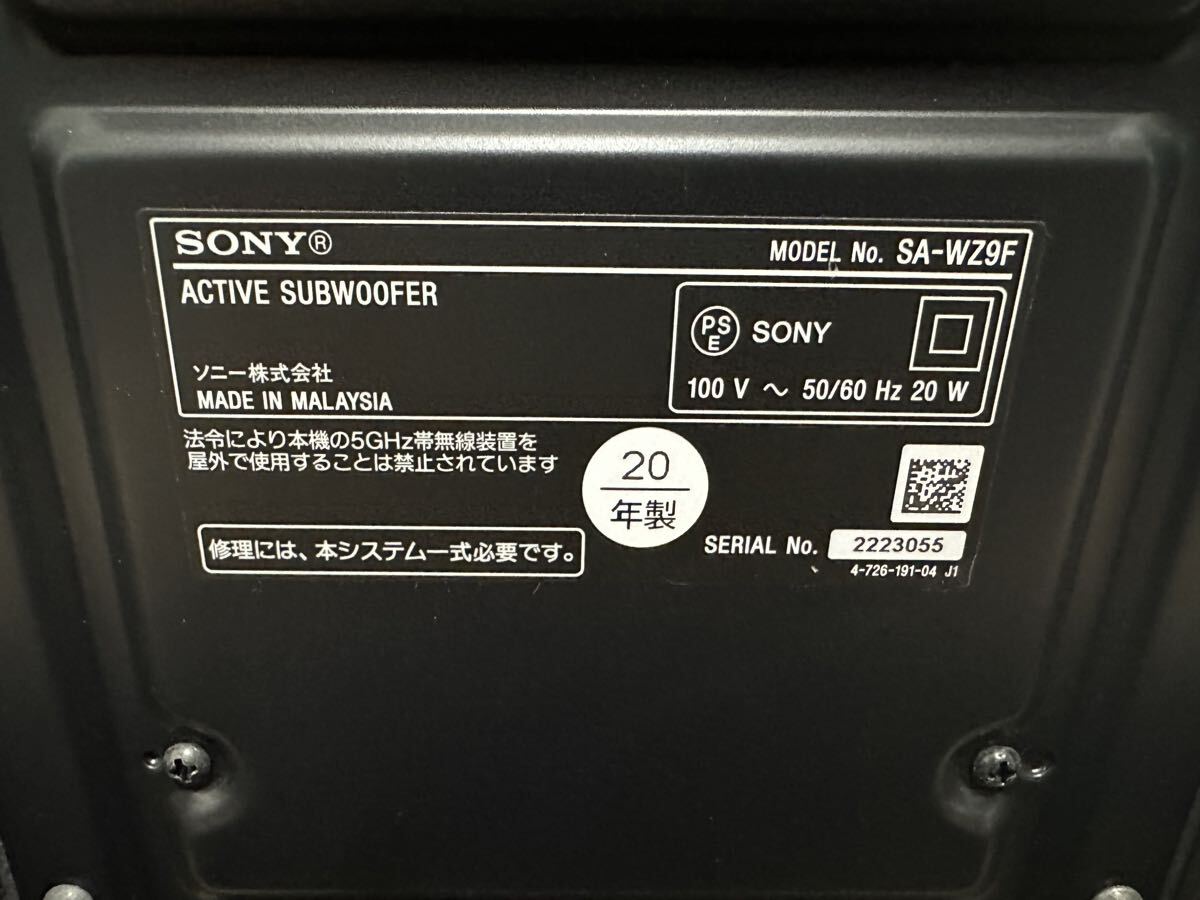 SONY®
MODEL No. SA-WZ9F
ACTIVE SUBWOOFER
PSE SONY
100 V ~ 50/60 Hz 20 W
ソニー株式会社
MADE IN MALAYSIA
法令により本機の5GHz帯無線装置を
屋外で使用することは禁止されています
20
年製
修理には、本システム一式必要です。
SERIAL No. 2223055
4-726-191-04 J1